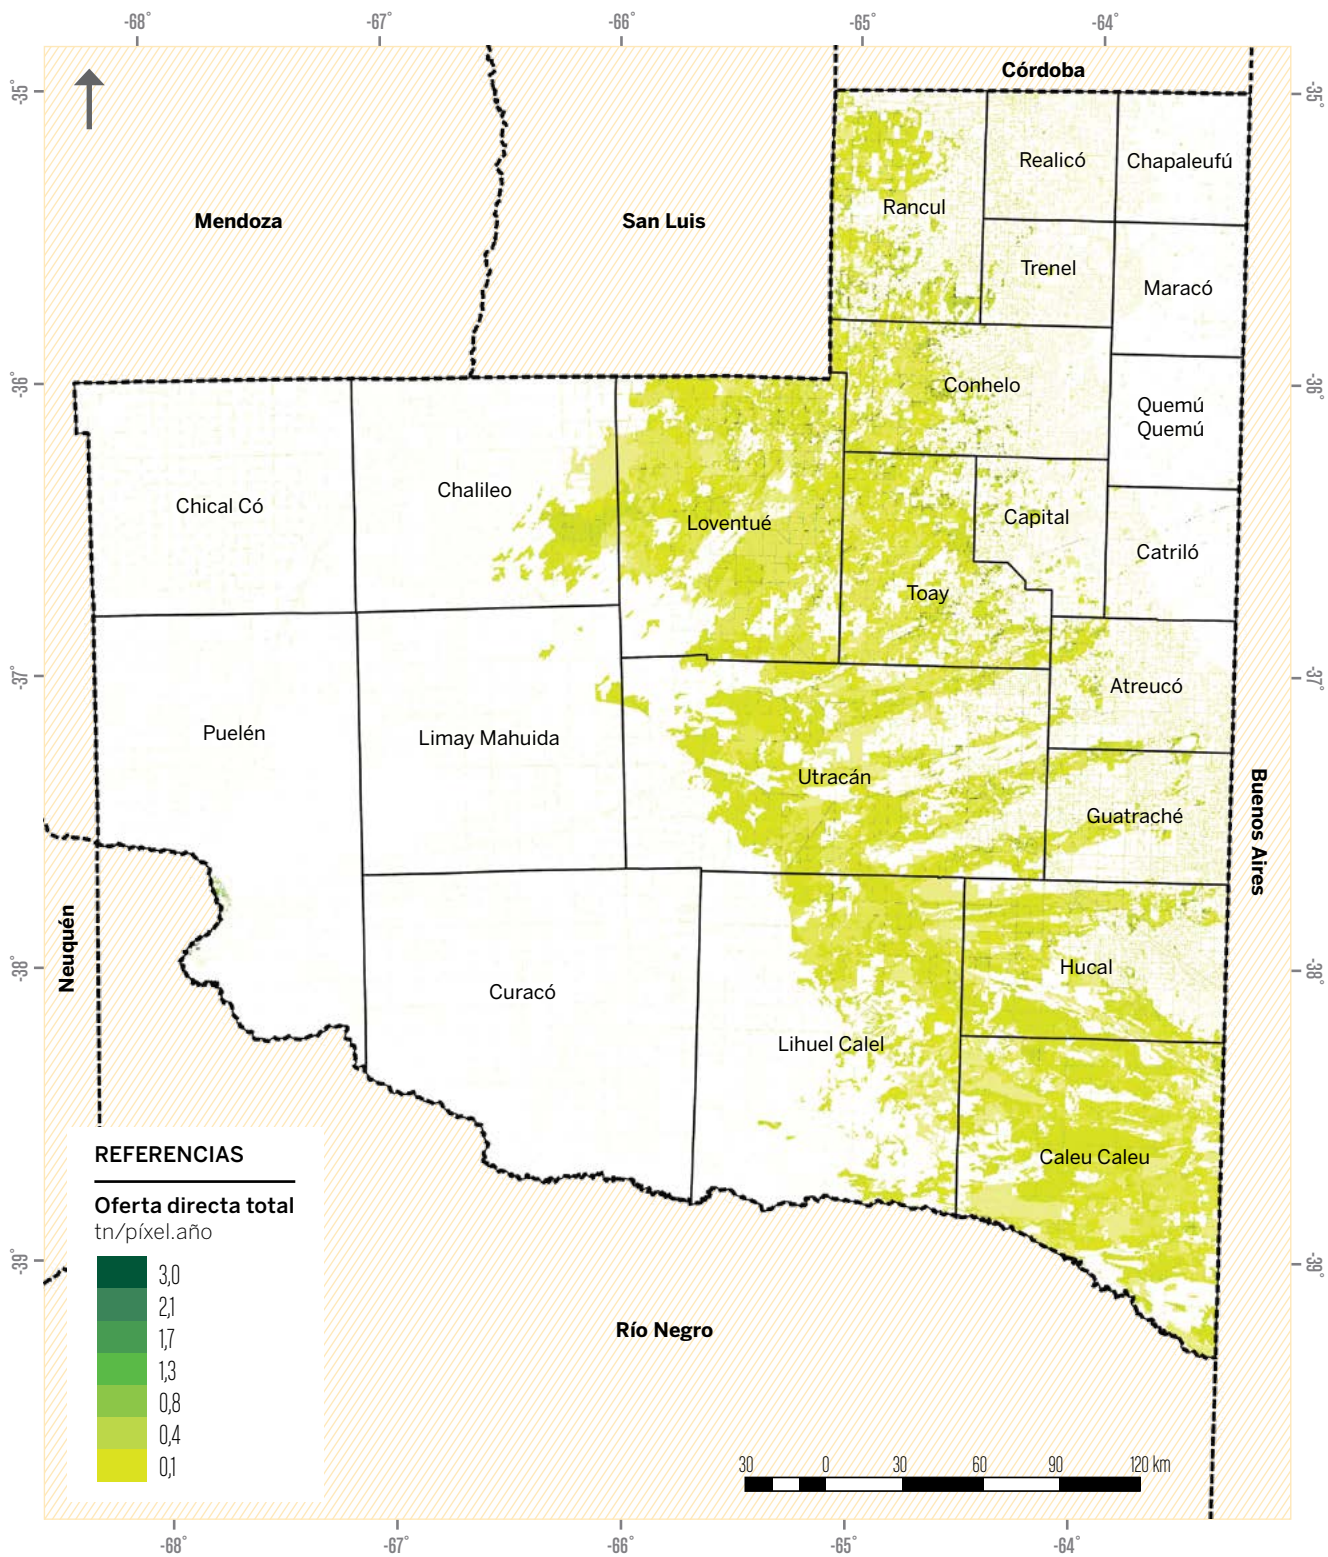 -68°
-67°
-66°
-65°
-64°
Córdoba
-35°
-35°
Realicó
Chapaleufú
Rancul
Mendoza
San Luis
Trenel
Maracó
-36°
-36°
Conhelo
Quemú
Quemú
Chalileo
Chical Có
Loventué
Capital
Catriló
Toay
-37°
-37°
Atreucó
Puelén
Limay Mahuida
Utracán
Guatraché
Buenos Aires
Neuquén
-38°
-38°
Hucal
Curacó
Lihuel Calel
Caleu Caleu
REFERENCIAS
Oferta directa total
tn/píxel.año
3,0
2,1
1,7
1,3
0,8
0,4
0,1
-39°
-39°
Río Negro
30
0
30
60
90
120 km
-68°
-67°
-66°
-65°
-64°